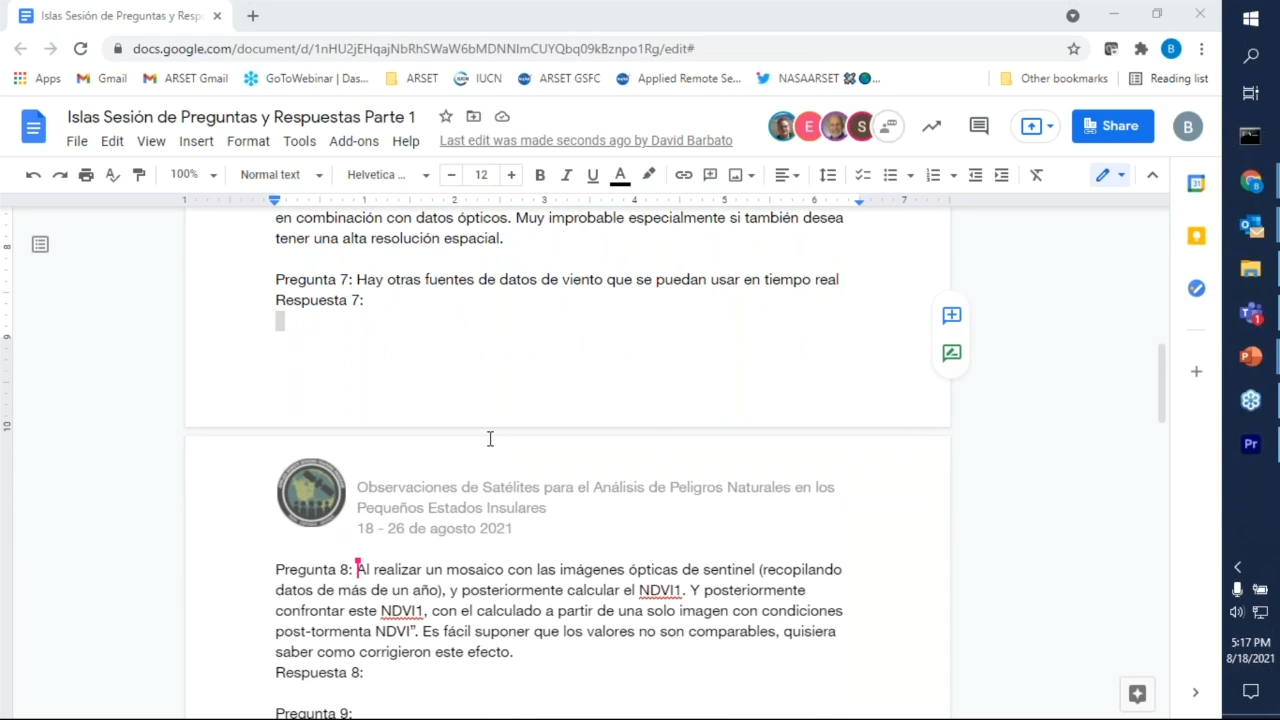 Islas Sesión de Preguntas y Resp
docs.google.com/document/d/1nHU2jEHqajNbRhSWaW6bMDNNImCUYQbq09kBznpo1Rg/edit#
Apps
Gmail
ARSET Gmail
GoToWebinar | Das...
ARSET
IUCN
ARSET GSFC
Applied Remote Se...
NASAARSET
Other bookmarks
Reading list
Islas Sesión de Preguntas y Respuestas Parte 1
File Edit View Insert Format Tools Add-ons Help Last edit was made seconds ago by David Barbato
E
S
Share
B
100% Normal text Helvetica ... 12 B I U A
1 1 2 3 4 5 6 7
en combinación con datos ópticos. Muy improbable especialmente si también desea
tener una alta resolución espacial.
Pregunta 7: Hay otras fuentes de datos de viento que se puedan usar en tiempo real
Respuesta 7:
Observaciones de Satélites para el Análisis de Peligros Naturales en los
Pequeños Estados Insulares
18 - 26 de agosto 2021
Pregunta 8: Al realizar un mosaico con las imágenes ópticas de sentinel (recopilando
datos de más de un año), y posteriormente calcular el NDVI1. Y posteriormente
confrontar este NDVI1, con el calculado a partir de una solo imagen con condiciones
post-tormenta NDVI”. Es fácil suponer que los valores no son comparables, quisiera
saber como corrigieron este efecto.
Respuesta 8:
Pregunta 9:
5:17 PM
8/18/2021